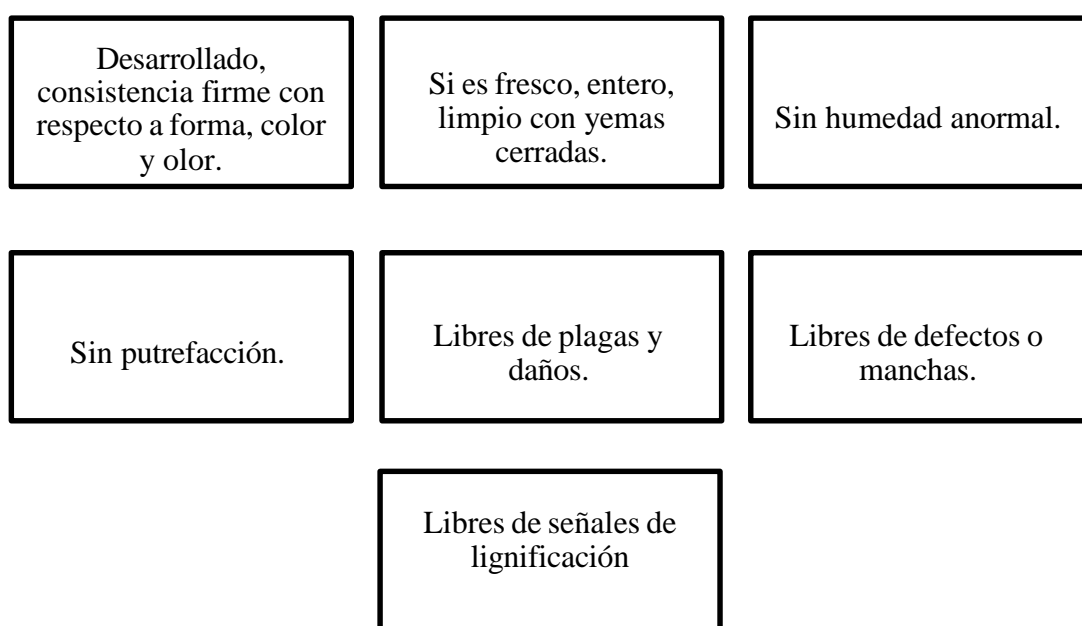 Desarrollado,
consistencia firme con
respecto a forma, color
y olor.
Si es fresco, entero,
limpio con yemas
cerradas.
Sin humedad anormal.
Sin putrefacción.
Libres de plagas y
daños.
Libres de defectos o
manchas.
Libres de señales de
lignificación